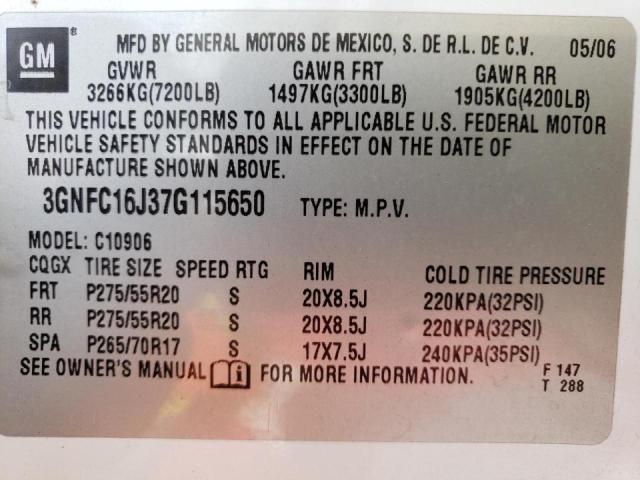 GM ® MFD BY GENERAL MOTORS DE MEXICO, S. DE R.L. DE C.V. 05/06
GVWR GAWR FRT GAWR RR
3266KG(7200LB) 1497KG(3300LB) 1905KG(4200LB)
THIS VEHICLE CONFORMS TO ALL APPLICABLE U.S. FEDERAL MOTOR
VEHICLE SAFETY STANDARDS IN EFFECT ON THE DATE OF
MANUFACTURE SHOWN ABOVE.
3GNFC16J37G115650 TYPE: M.P.V.
MODEL: C10906
CQGX TIRE SIZE SPEED RTG RIM COLD TIRE PRESSURE
FRT P275/55R20 S 20X8.5J 220KPA(32PSI)
RR P275/55R20 S 20X8.5J 220KPA(32PSI)
SPA P265/70R17 S 17X7.5J 240KPA(35PSI)
SEE OWNER'S MANUAL i FOR MORE INFORMATION. F 147
T 288